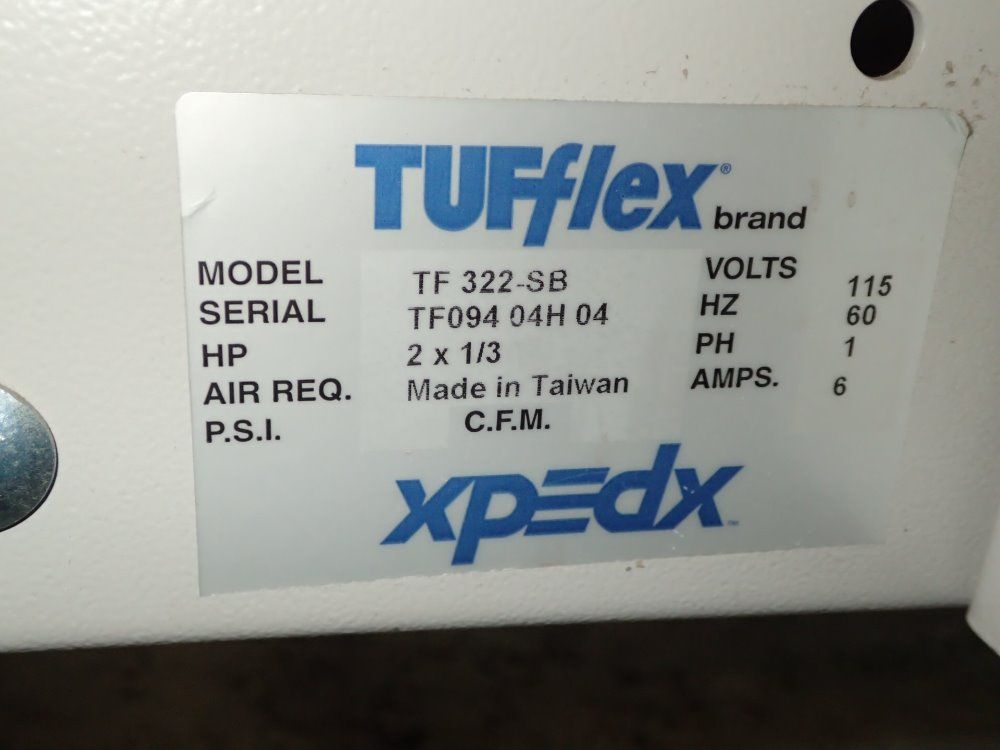 TUFflex® brand
MODEL TF 322-SB VOLTS 115
SERIAL TF094 04H 04 HZ 60
HP 2 x 1/3 PH 1
AIR REQ. Made in Taiwan AMPS. 6
P.S.I. C.F.M.
xpedx™